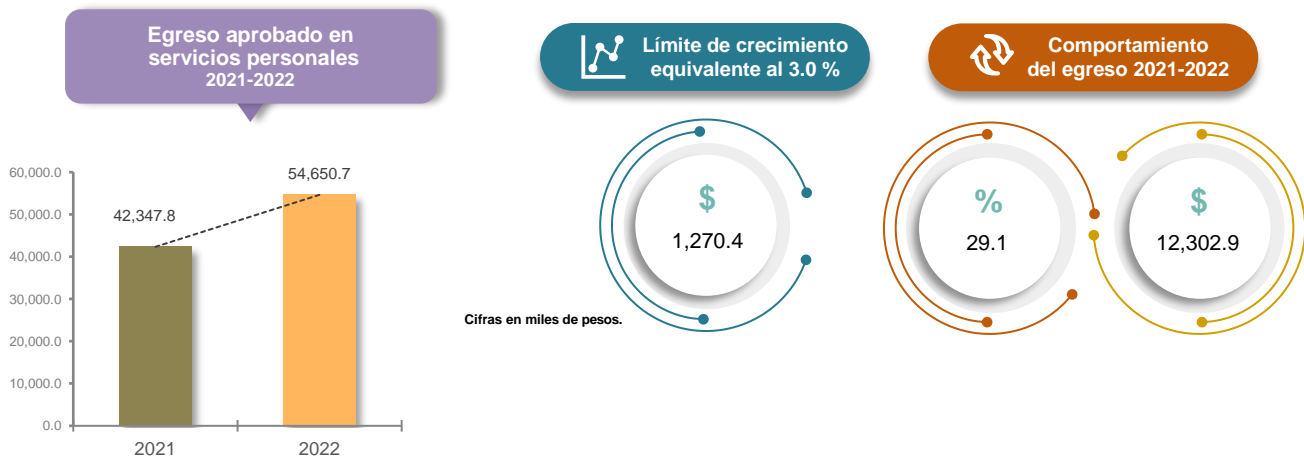 Egreso aprobado en
servicios personales
2021-2022
60,000.0
50,000.0
40,000.0
30,000.0
20,000.0
10,000.0
0.0
42,347.8
54,650.7
2021
2022
Límite de crecimiento
equivalente al 3.0 %
$
1,270.4
Cifras en miles de pesos.
Comportamiento
del egreso 2021-2022
%
29.1
$
12,302.9